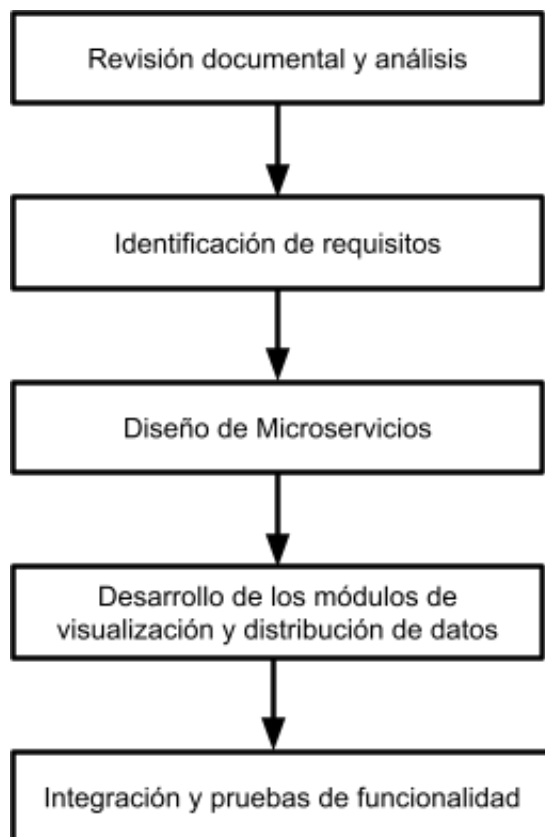 Revisión documental y análisis
Identificación de requisitos
Diseño de Microservicios
Desarrollo de los módulos de
visualización y distribución de datos
Integración y pruebas de funcionalidad